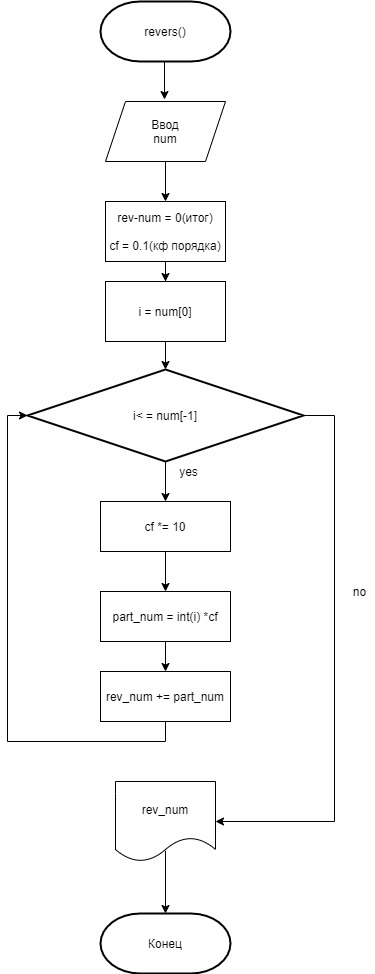 revers()
Ввод
num
rev-num = 0(итог)
cf = 0.1(кф порядка)
i = num[0]
i< = num[-1]
yes
cf *= 10
no
part_num = int(i) *cf
rev_num += part_num
rev_num
Конец